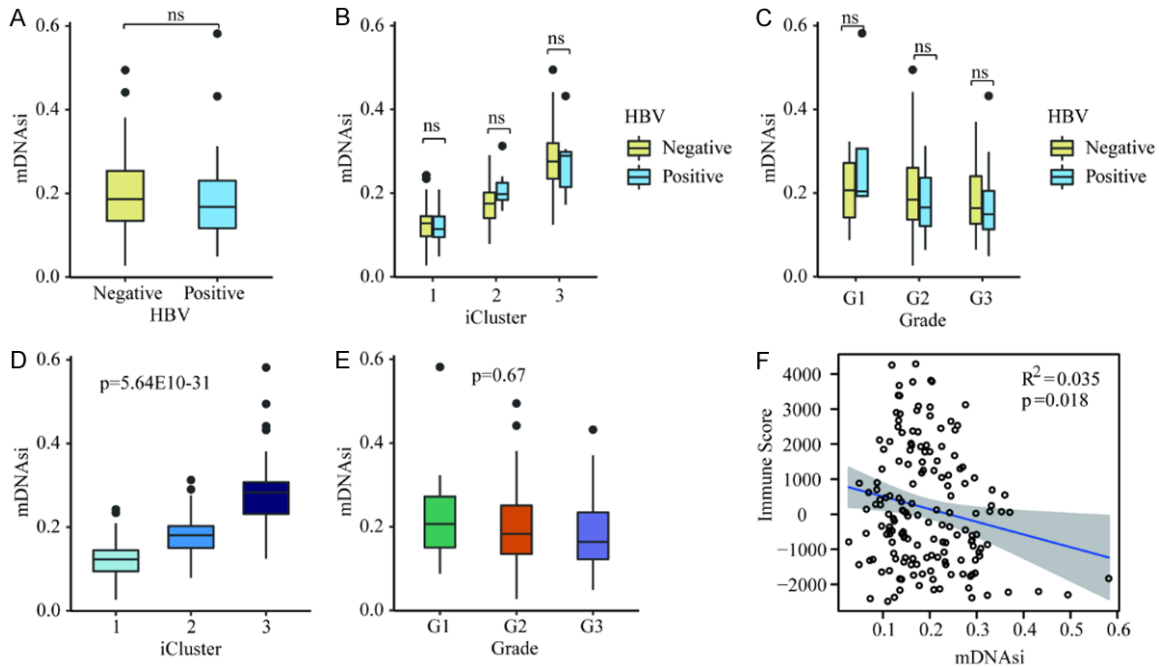 A
ns
0.6
0.4
0.2
0.0
mDNAsi
Negative Positive
HBV
B
0.6
0.4
0.2
0.0
mDNAsi
ns
ns
ns
1 2 3
iCluster
HBV
Negative
Positive
C
0.6
0.4
0.2
0.0
mDNAsi
ns
ns
ns
G1 G2 G3
Grade
HBV
Negative
Positive
D
0.6
0.4
0.2
0.0
mDNAsi
p=5.64E10-31
1 2 3
iCluster
E
0.6
0.4
0.2
0.0
mDNAsi
p=0.67
G1 G2 G3
Grade
F
4000
3000
2000
1000
0
−1000
−2000
Immune Score
R²=0.035
p=0.018
0.1 0.2 0.3 0.4 0.5 0.6
mDNAsi